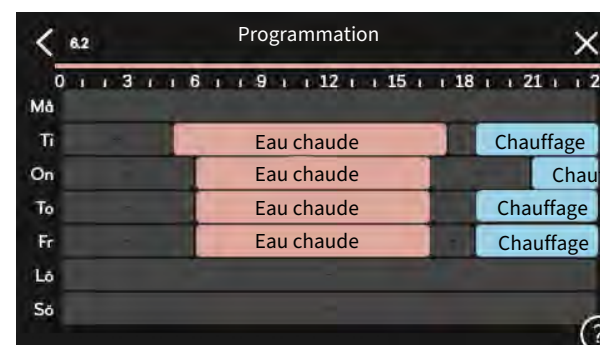 6.2 Programmation
0 3 6 9 12 15 18 21 2
Må
Ti Eau chaude Chauffage
On Eau chaude Chau
To Eau chaude Chauffage
Fr Eau chaude Chauffage
Lö
Sö
?